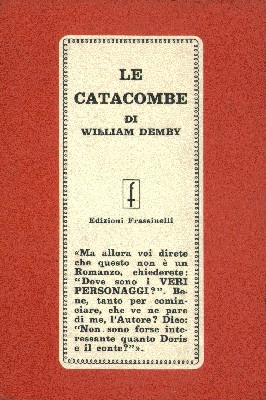 LE
CATACOMBE
DI
WILLIAM DEMBY
f
Edizioni Frassinelli
«Ma allora voi direte
che questo non è un
Romanzo, chiederete:
"Dove sono i VERI
PERSONAGGI?". Be-
ne, tanto per comin-
ciare, che ve ne pare
di me, l'Autore? Dico:
"Non sono forse inte-
ressante quanto Doris
e il conte?"».